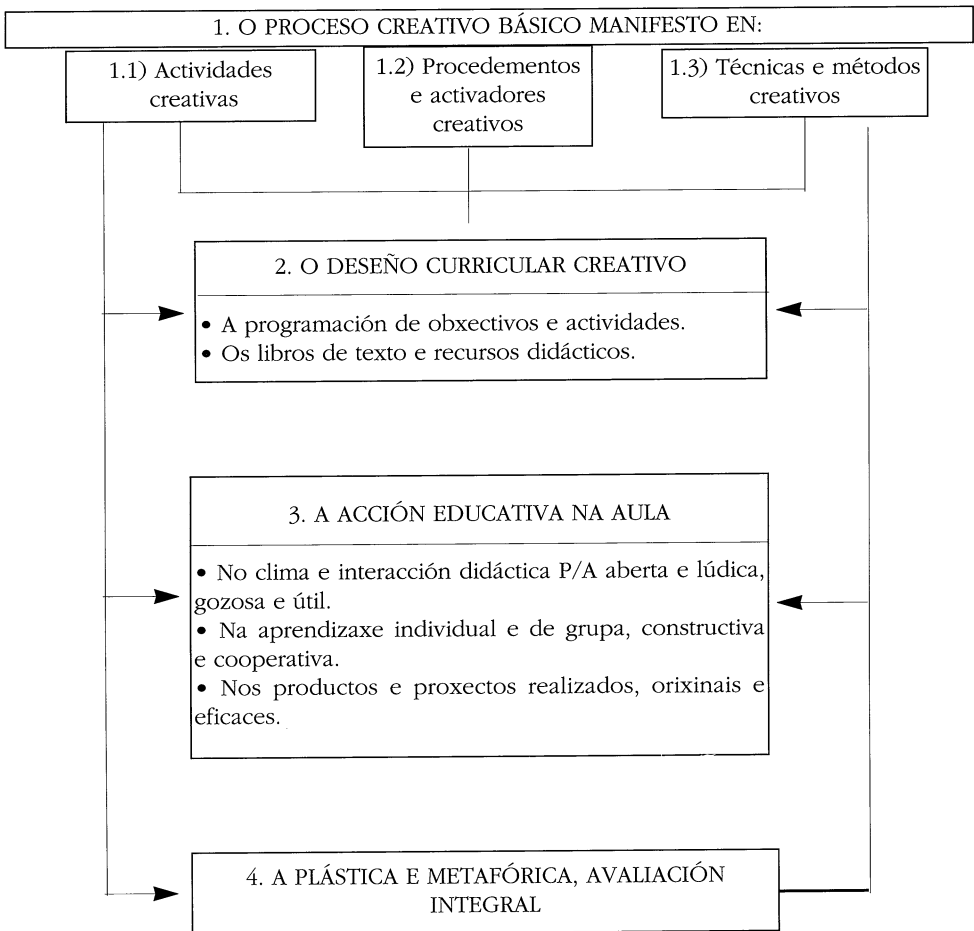 1. O PROCESO CREATIVO BÁSICO MANIFESTO EN:
1.1) Actividades
creativas
1.2) Procedementos
e activadores
creativos
1.3) Técnicas e métodos
creativos
2. O DESEÑO CURRICULAR CREATIVO
• A programación de obxectivos e actividades.
• Os libros de texto e recursos didácticos.
3. A ACCIÓN EDUCATIVA NA AULA
• No clima e interacción didáctica P/A aberta e lúdica,
gozosa e útil.
• Na aprendizaxe individual e de grupa, constructiva
e cooperativa.
• Nos productos e proxectos realizados, orixinais e
eficaces.
4. A PLÁSTICA E METAFÓRICA, AVALIACIÓN
INTEGRAL